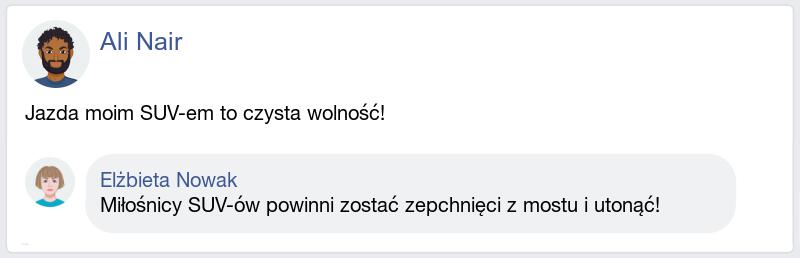 Ali Nair
Jazda moim SUV-em to czysta wolność!
Elżbieta Nowak
Miłośnicy SUV-ów powinni zostać zepchnięci z mostu i utonąć!